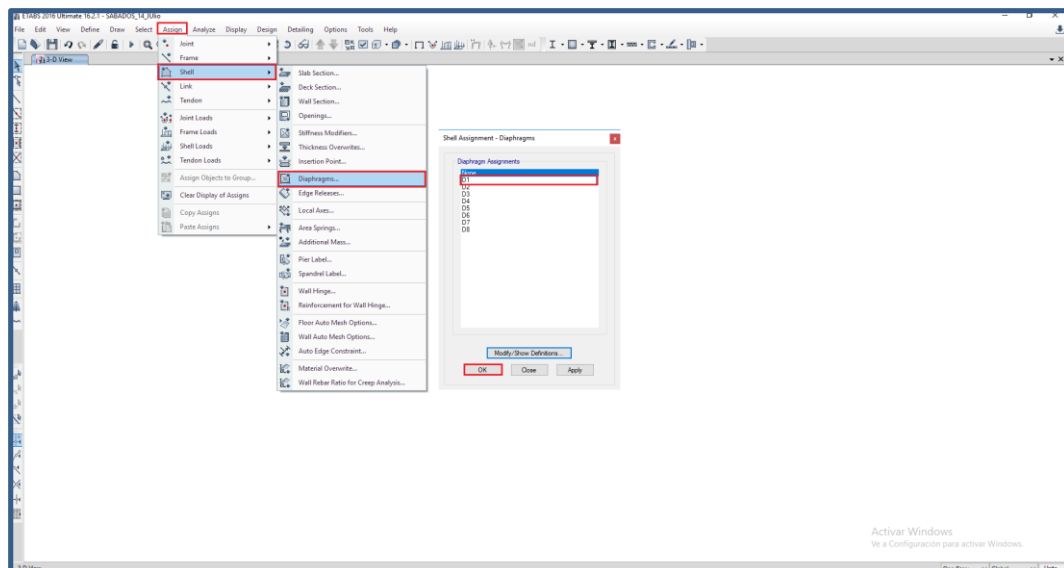 ETABS 2016 Ultimate 16.2.1 - SABADOS_14_JUlio
File Edit View Define Draw Select Assign Analyze Display Design Detailing Options Tools Help
3-D View
Joint
Frame
Shell
Link
Tendon
Joint Loads
Frame Loads
Shell Loads
Tendon Loads
Assign Objects to Group...
Clear Display of Assigns
Copy Assigns
Paste Assigns
Slab Section...
Deck Section...
Wall Section...
Openings...
Stiffness Modifiers...
Thickness Overwrites...
Insertion Point...
Diaphragms...
Edge Releases...
Local Axes...
Area Springs...
Additional Mass...
Pier Label...
Spandrel Label...
Wall Hinge...
Reinforcement for Wall Hinge...
Floor Auto Mesh Options...
Wall Auto Mesh Options...
Auto Edge Constraint...
Material Overwrite...
Wall Rebar Ratio for Creep Analysis...
Shell Assignment - Diaphragms
Diaphragm Assignments
None
D1
D2
D3
D4
D5
D6
D7
D8
Modify/Show Definitions...
OK Close Apply
Activar Windows
Ve a Configuración para activar Windows.
3-D View